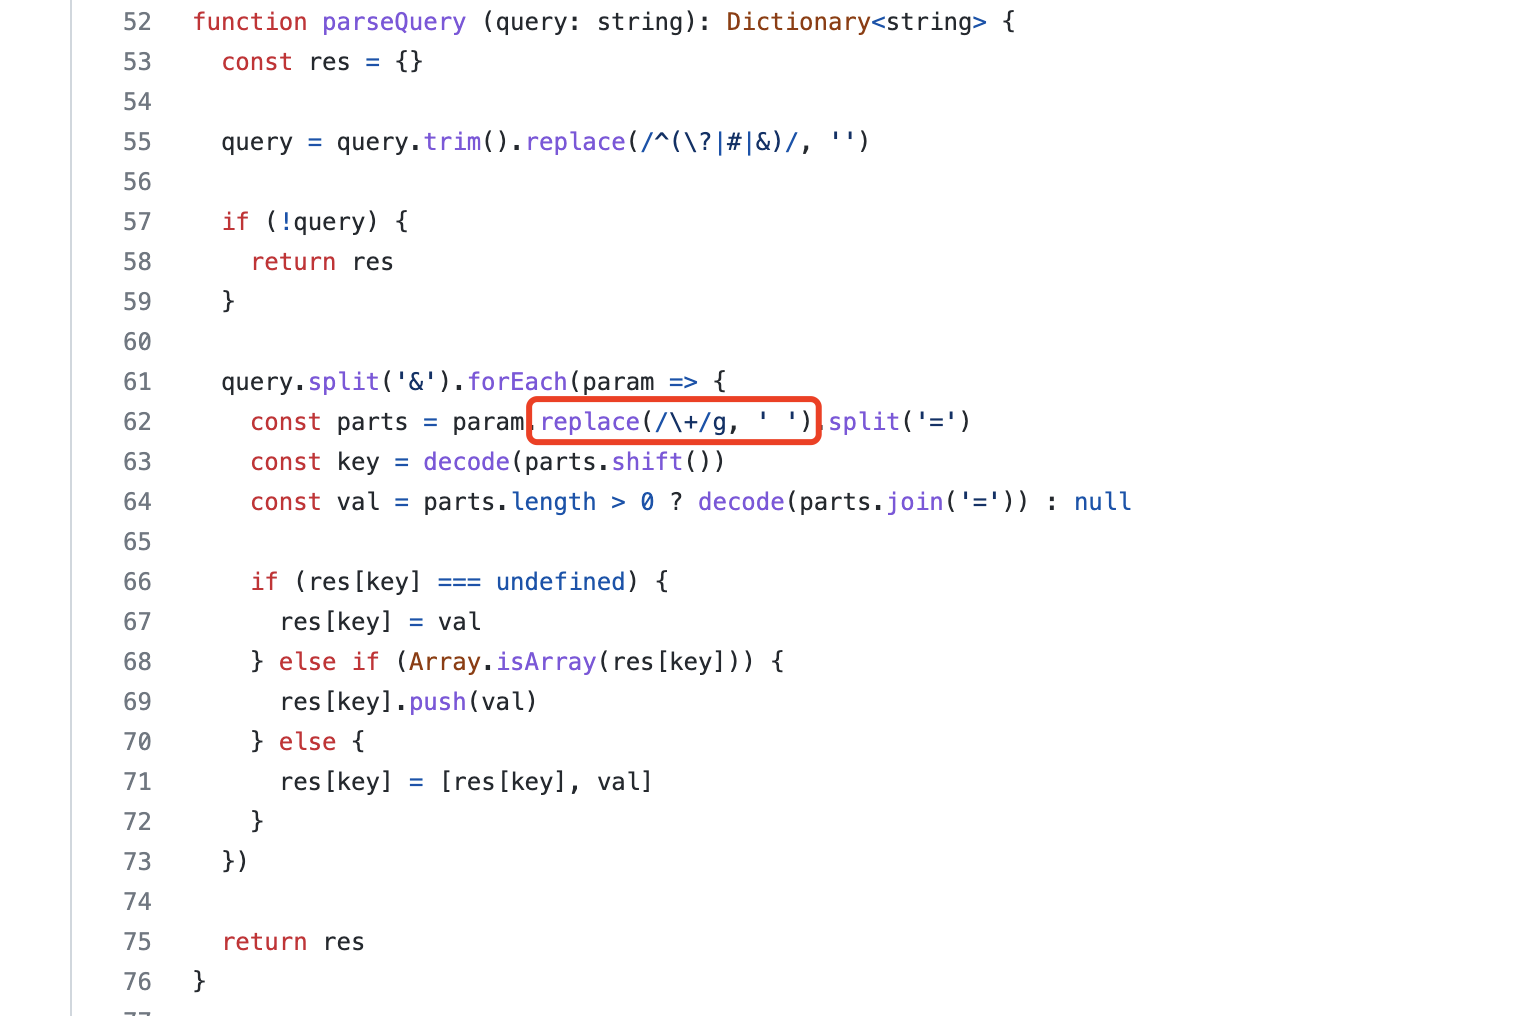 52 function parseQuery (query: string): Dictionary<string> {
53 const res = {}
54
55 query = query.trim().replace(/^(\?|#|&)/, '')
56
57 if (!query) {
58 return res
59 }
60
61 query.split('&').forEach(param => {
62 const parts = param.replace(/\+/g, ' ').split('=')
63 const key = decode(parts.shift())
64 const val = parts.length > 0 ? decode(parts.join('=')) : null
65
66 if (res[key] === undefined) {
67 res[key] = val
68 } else if (Array.isArray(res[key])) {
69 res[key].push(val)
70 } else {
71 res[key] = [res[key], val]
72 }
73 })
74
75 return res
76 }